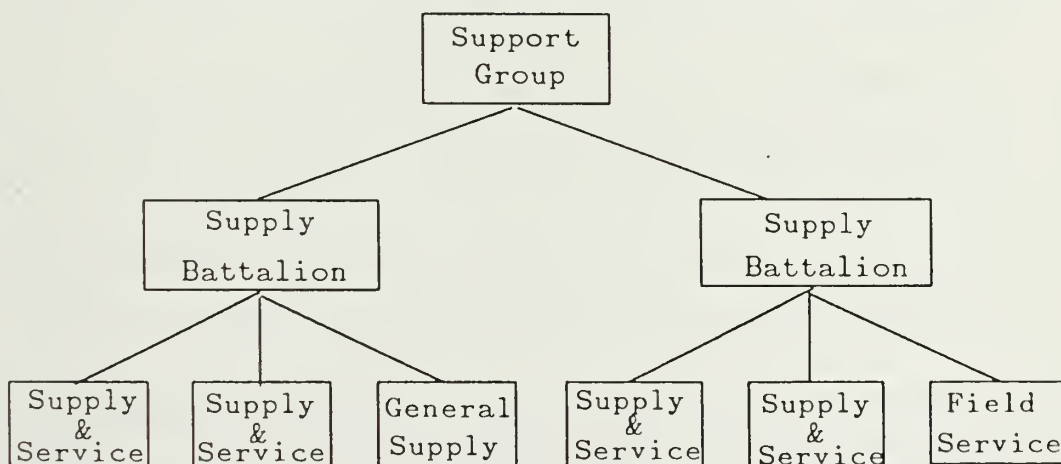 Support
Group
Supply
Battalion
Supply
Battalion
Supply
&
Service
Supply
&
Service
General
Supply
Supply
&
Service
Supply
&
Service
Field
Service